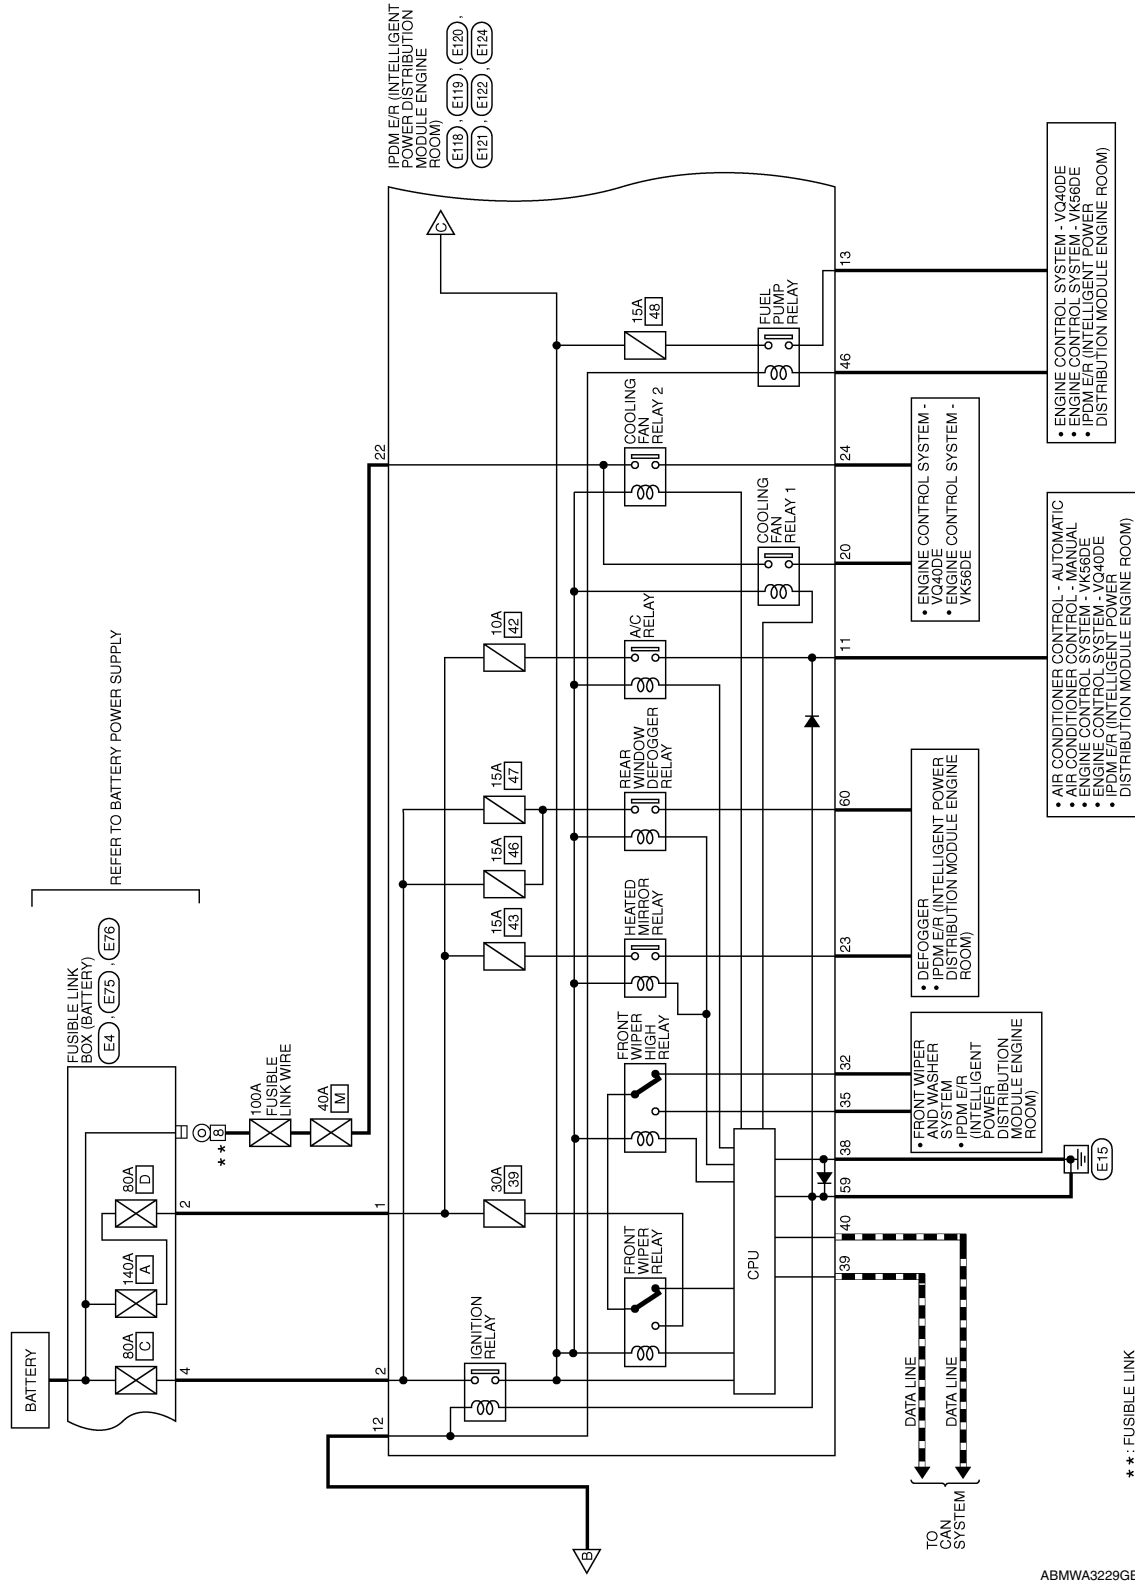 BATTERY
FUSIBLE LINK
BOX (BATTERY)
E4 , E75 , E76
REFER TO BATTERY POWER SUPPLY
80A
C
140A
A
80A
D
4
2
8
**
100A
FUSIBLE
LINK WIRE
40A
M
IPDM E/R (INTELLIGENT
POWER DISTRIBUTION
MODULE ENGINE
ROOM)
E118 , E119 , E120 ,
E121 , E122 , E124
12
2
1
22
B
C
IGNITION
RELAY
30A
39
15A
43
15A
46
15A
47
10A
42
15A
48
FRONT
WIPER
RELAY
FRONT
WIPER
HIGH
RELAY
HEATED
MIRROR
RELAY
REAR
WINDOW
DEFOGGER
RELAY
A/C
RELAY
COOLING
FAN
RELAY 1
COOLING
FAN
RELAY 2
FUEL
PUMP
RELAY
CPU
39
40
59
38
35
32
23
60
11
20
24
46
13
DATA LINE
DATA LINE
TO
CAN
SYSTEM
E15
• FRONT WIPER
AND WASHER
SYSTEM
• IPDM E/R
(INTELLIGENT
POWER
DISTRIBUTION
MODULE ENGINE
ROOM)
• DEFOGGER
• IPDM E/R (INTELLIGENT POWER
DISTRIBUTION MODULE ENGINE
ROOM)
• AIR CONDITIONER CONTROL - AUTOMATIC
• AIR CONDITIONER CONTROL - MANUAL
• ENGINE CONTROL SYSTEM - VK56DE
• ENGINE CONTROL SYSTEM - VQ40DE
• IPDM E/R (INTELLIGENT POWER
DISTRIBUTION MODULE ENGINE ROOM)
• ENGINE CONTROL SYSTEM -
VQ40DE
• ENGINE CONTROL SYSTEM -
VK56DE
• ENGINE CONTROL SYSTEM - VQ40DE
• ENGINE CONTROL SYSTEM - VK56DE
• IPDM E/R (INTELLIGENT POWER
DISTRIBUTION MODULE ENGINE ROOM)
** : FUSIBLE LINK
ABMWA3229GE